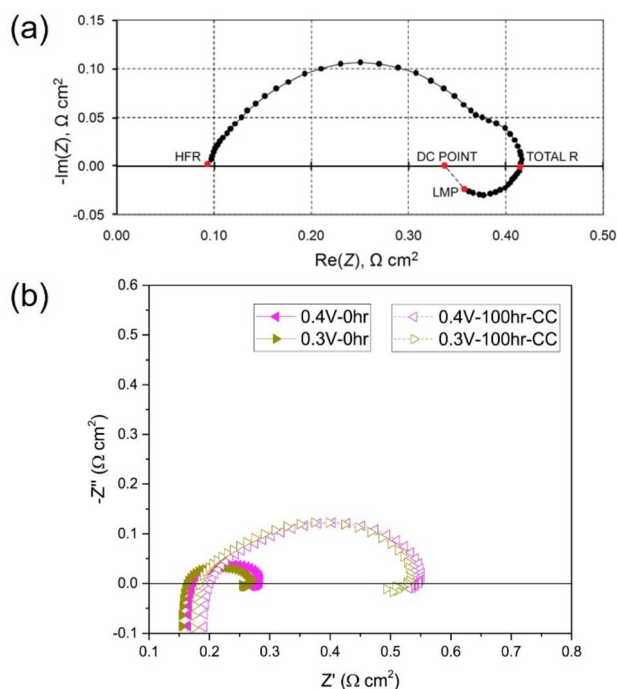 (a)
-Im(Z), Ω cm²
0.10
0.05
0.00
-0.05
HFR
DC POINT
TOTAL R
LMP
0.00 0.10 0.20 0.30 0.40 0.50
Re(Z), Ω cm²
(b)
-Z'' (Ω cm²)
0.6
0.5
0.4
0.3
0.2
0.1
0.0
-0.1
0.4V-0hr 0.4V-100hr-CC
0.3V-0hr 0.3V-100hr-CC
0.1 0.2 0.3 0.4 0.5 0.6 0.7 0.8
Z' (Ω cm²)